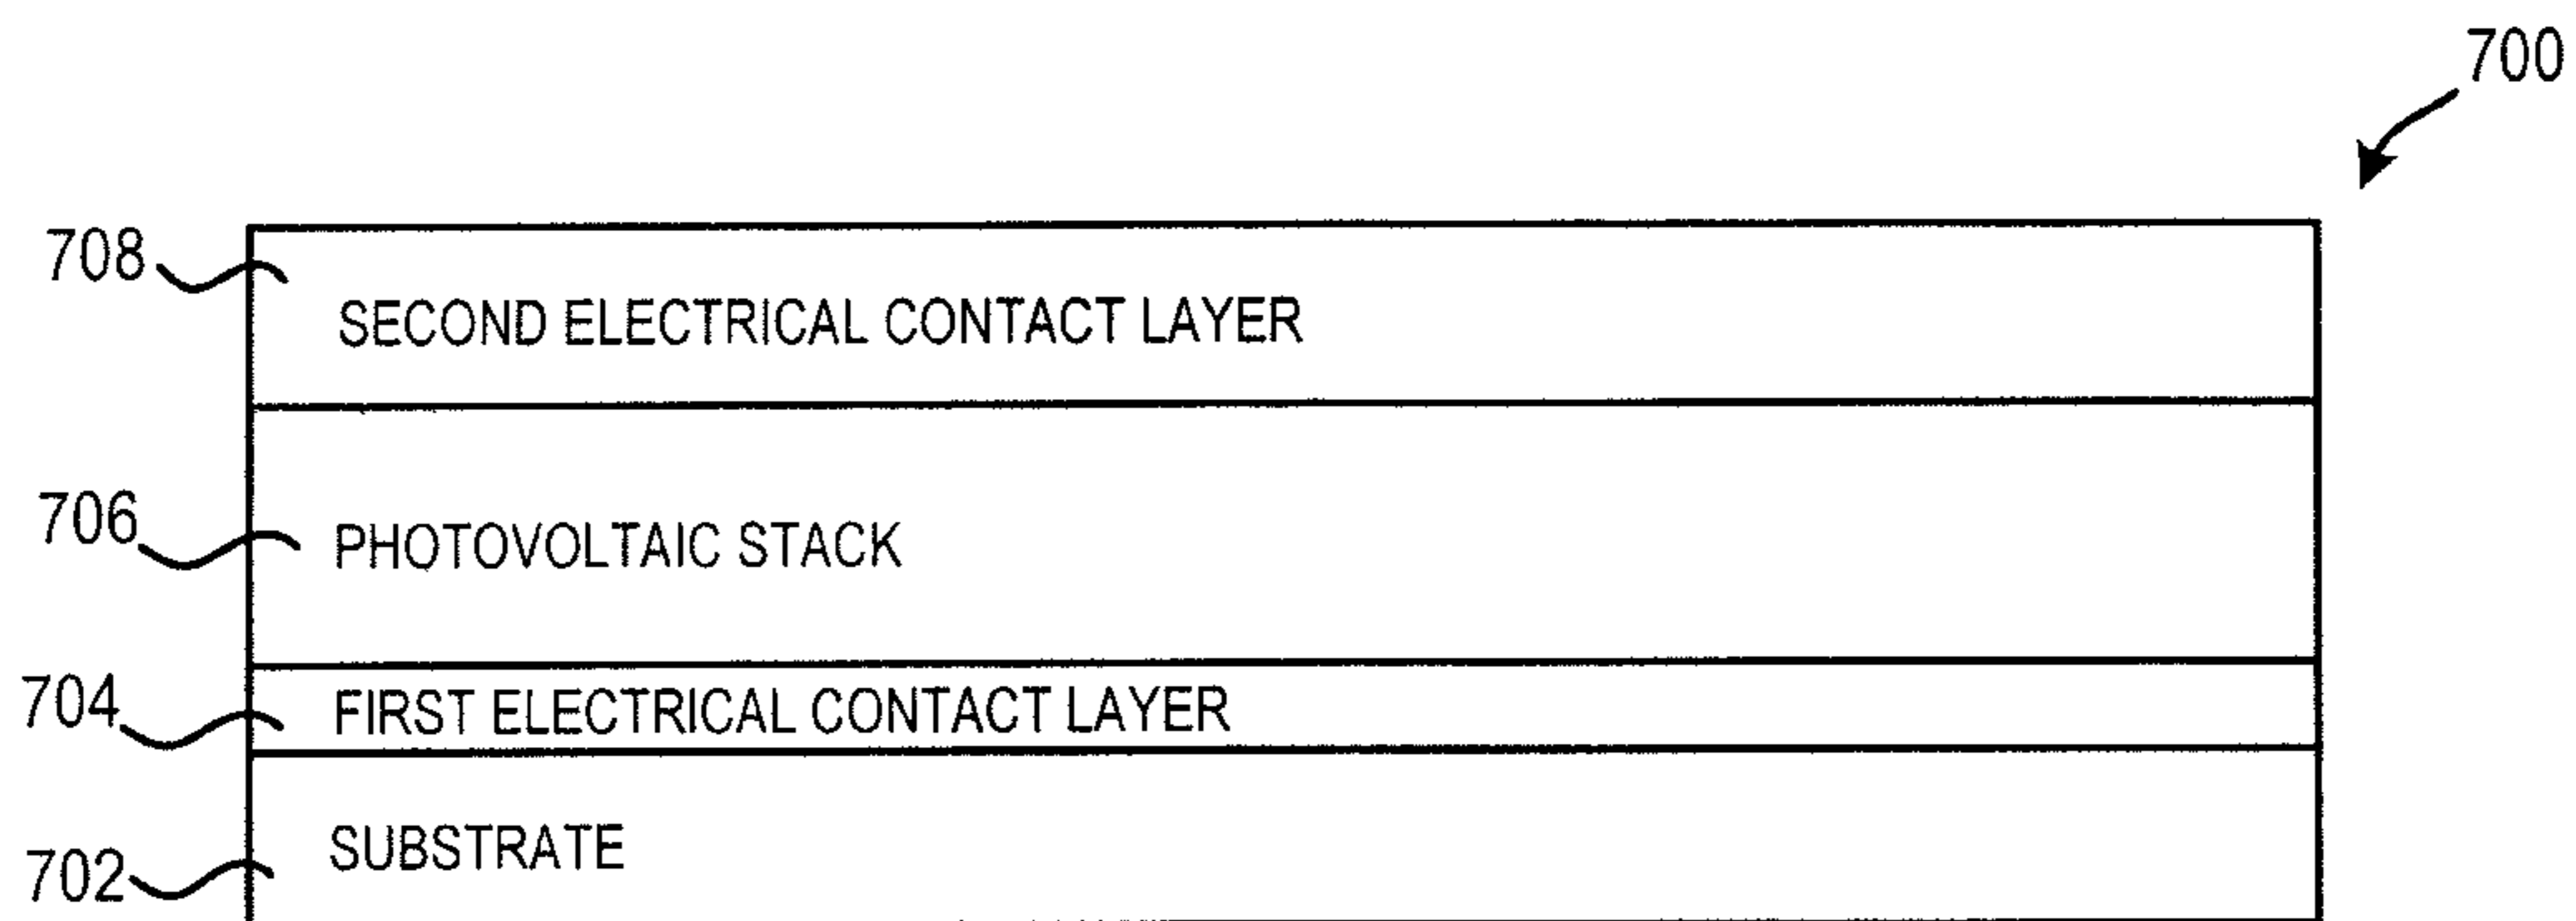 700
708
SECOND ELECTRICAL CONTACT LAYER
706
PHOTOVOLTAIC STACK
704
FIRST ELECTRICAL CONTACT LAYER
702
SUBSTRATE